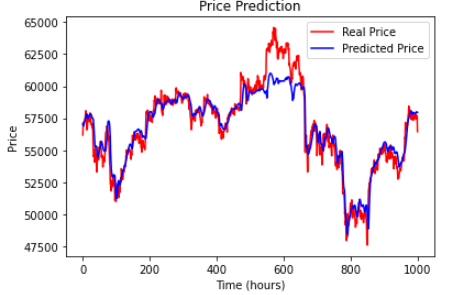 Price Prediction
Real Price
Predicted Price
65000
62500
60000
57500
55000
52500
50000
47500
Price
0 200 400 600 800 1000
Time (hours)